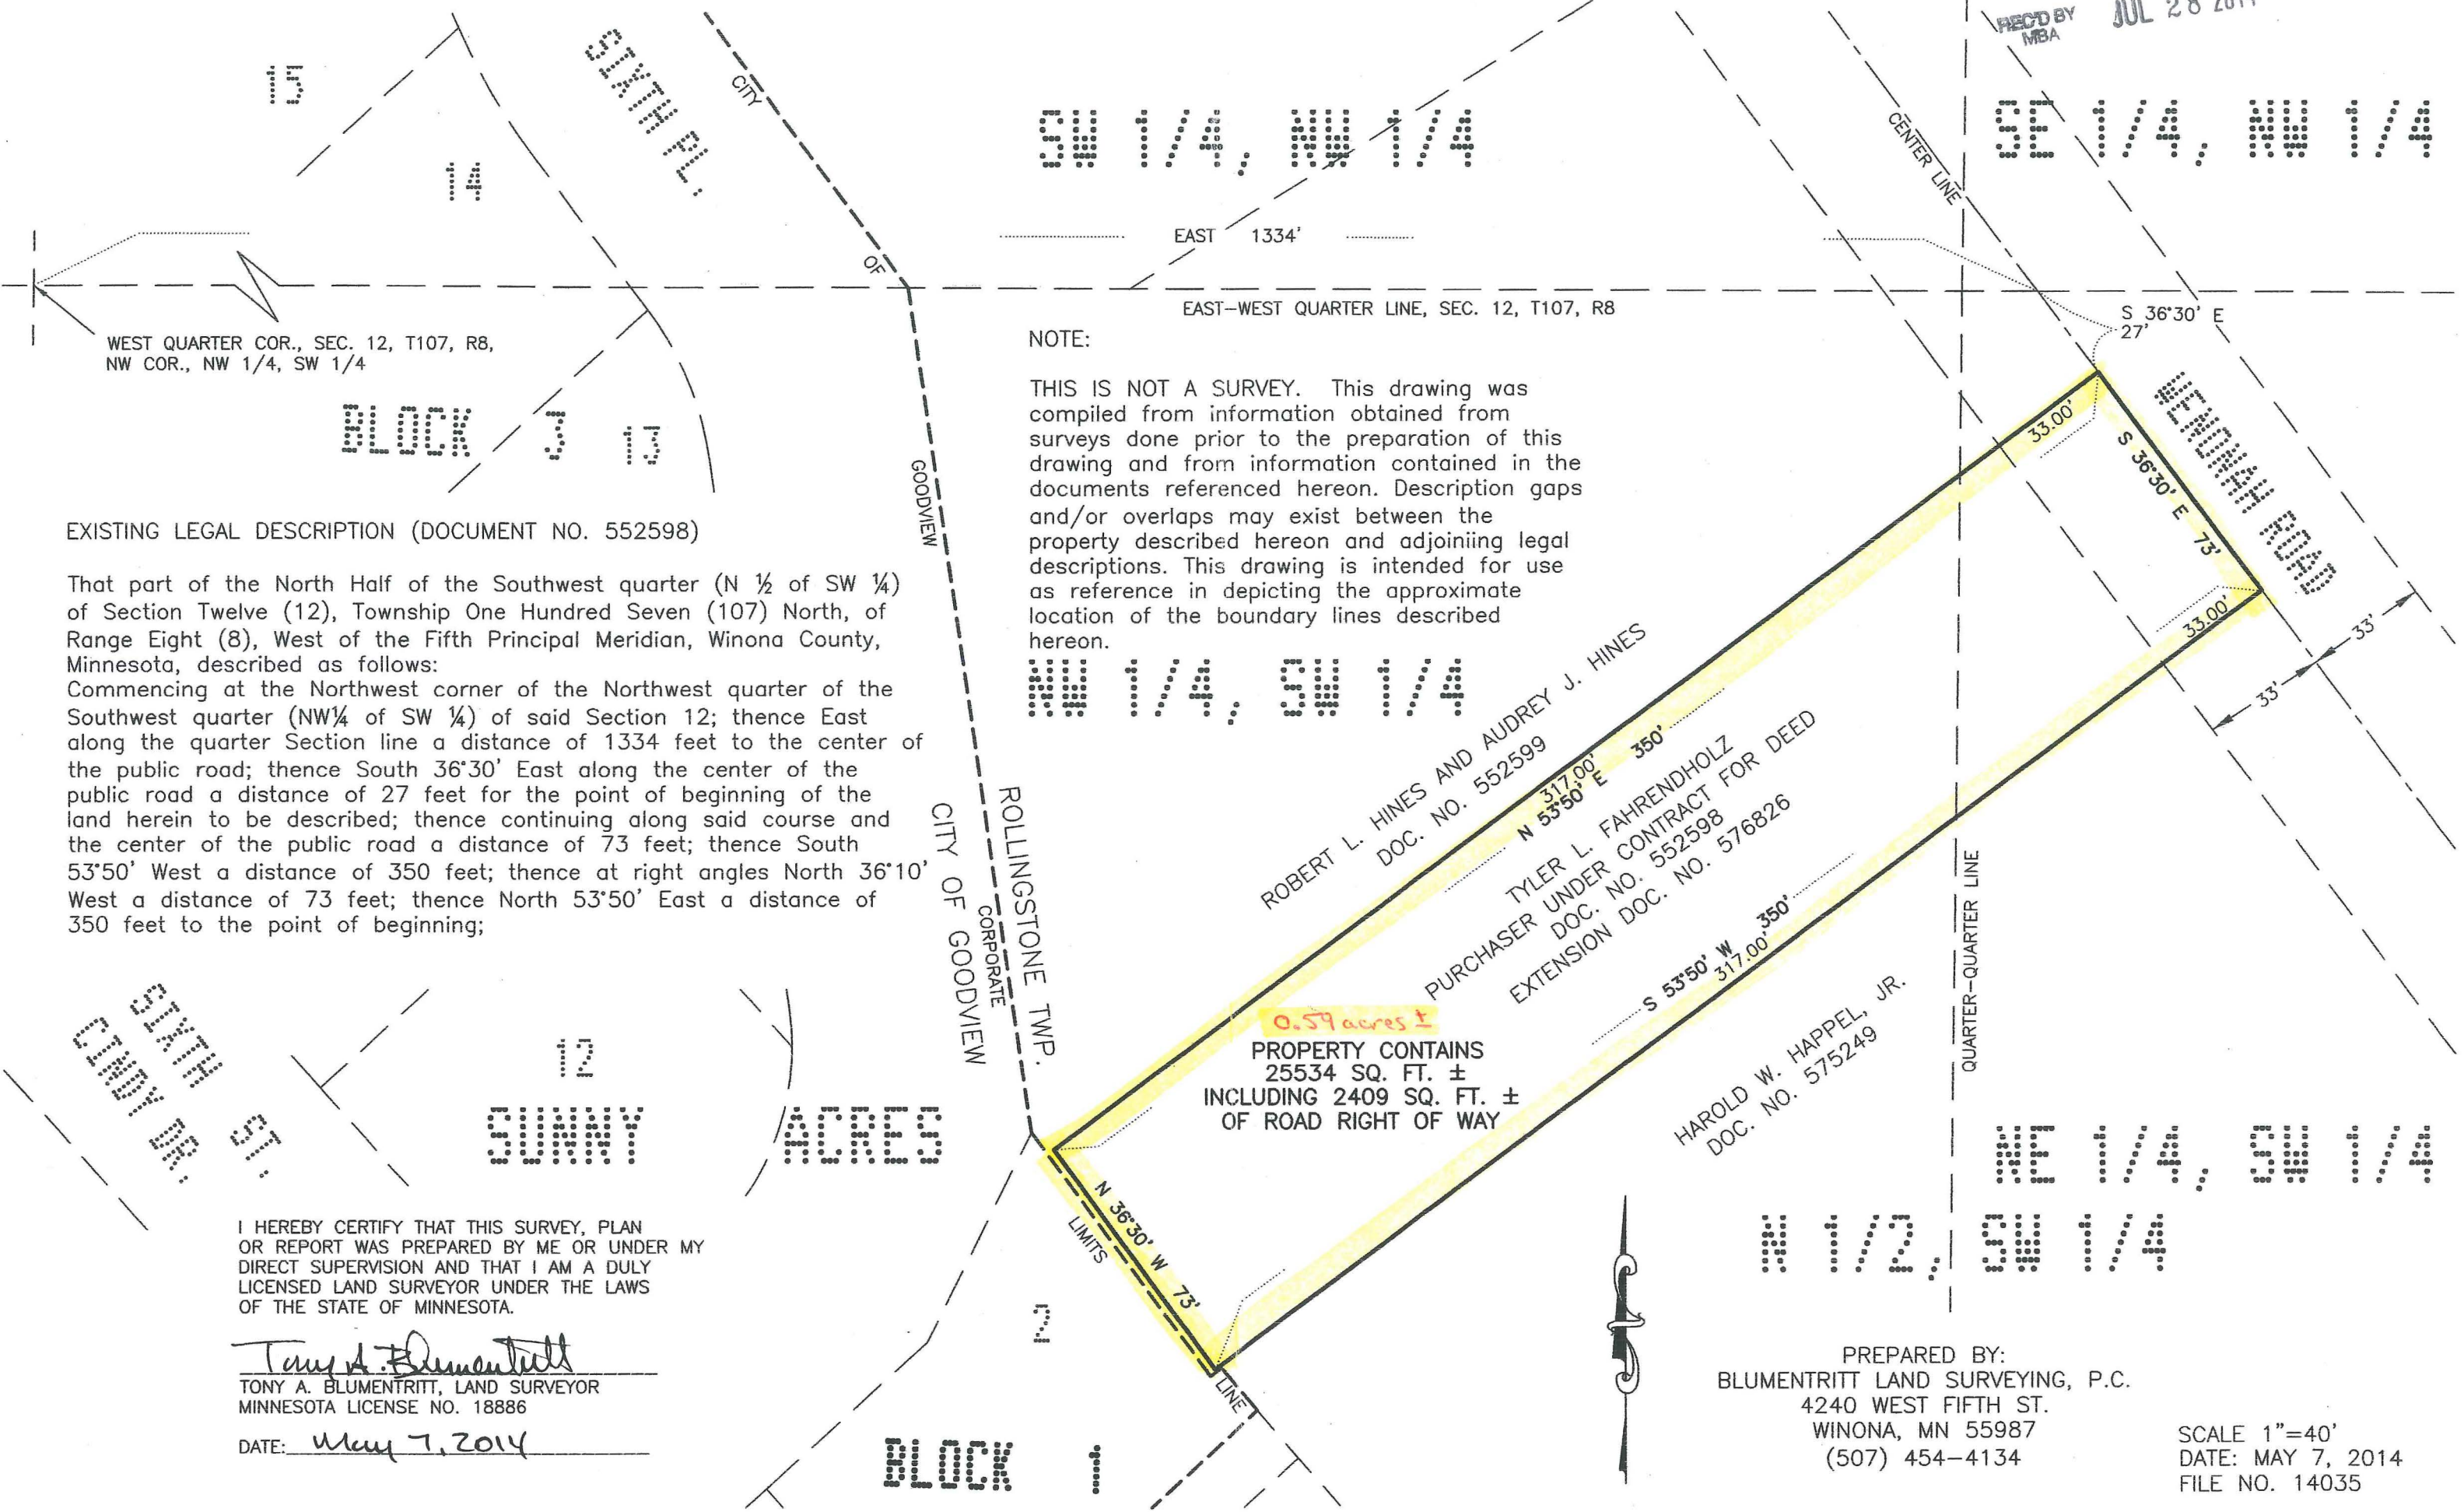 REC'D BY JUL 28
MBA
15
14
SIXTH PL.
CITY
OF
GOODVIEW
SW 1/4, NW 1/4
SE 1/4, NW 1/4
CENTER LINE
EAST 1334'
EAST-WEST QUARTER LINE, SEC. 12, T107, R8
S 36°30' E
27'
WEST QUARTER COR., SEC. 12, T107, R8,
NW COR., NW 1/4, SW 1/4
BLOCK 3
13
NOTE:
THIS IS NOT A SURVEY. This drawing was
compiled from information obtained from
surveys done prior to the preparation of this
drawing and from information contained in the
documents referenced hereon. Description gaps
and/or overlaps may exist between the
property described hereon and adjoiniing legal
descriptions. This drawing is intended for use
as reference in depicting the approximate
location of the boundary lines described
hereon.
NW 1/4, SW 1/4
33.00'
S 36°30' E 73'
WENONAH ROAD
33.00'
33'
33'
EXISTING LEGAL DESCRIPTION (DOCUMENT NO. 552598)
That part of the North Half of the Southwest quarter (N ½ of SW ¼)
of Section Twelve (12), Township One Hundred Seven (107) North, of
Range Eight (8), West of the Fifth Principal Meridian, Winona County,
Minnesota, described as follows:
Commencing at the Northwest corner of the Northwest quarter of the
Southwest quarter (NW¼ of SW ¼) of said Section 12; thence East
along the quarter Section line a distance of 1334 feet to the center of
the public road; thence South 36°30' East along the center of the
public road a distance of 27 feet for the point of beginning of the
land herein to be described; thence continuing along said course and
the center of the public road a distance of 73 feet; thence South
53°50' West a distance of 350 feet; thence at right angles North 36°10'
West a distance of 73 feet; thence North 53°50' East a distance of
350 feet to the point of beginning;
ROBERT L. HINES AND AUDREY J. HINES
DOC. NO. 552599
317.00'
N 53°50' E 350'
TYLER L. FAHRENDHOLZ
PURCHASER UNDER CONTRACT FOR DEED
DOC. NO. 552598
EXTENSION DOC. NO. 576826
S 53°50' W 350'
317.00'
HAROLD W. HAPPEL, JR.
DOC. NO. 575249
QUARTER-QUARTER LINE
ROLLINGSTONE TWP.
CORPORATE
CITY OF GOODVIEW
0.59 acres ±
PROPERTY CONTAINS
25534 SQ. FT. ±
INCLUDING 2409 SQ. FT. ±
OF ROAD RIGHT OF WAY
SIXTH ST.
CINDY DR.
12
SUNNY ACRES
N 36°30' W 73'
LIMITS
LINE
2
BLOCK 1
NE 1/4, SW 1/4
N 1/2, SW 1/4
I HEREBY CERTIFY THAT THIS SURVEY, PLAN
OR REPORT WAS PREPARED BY ME OR UNDER MY
DIRECT SUPERVISION AND THAT I AM A DULY
LICENSED LAND SURVEYOR UNDER THE LAWS
OF THE STATE OF MINNESOTA.
Tony A. Blumentritt
TONY A. BLUMENTRITT, LAND SURVEYOR
MINNESOTA LICENSE NO. 18886
DATE: May 7, 2014
PREPARED BY:
BLUMENTRITT LAND SURVEYING, P.C.
4240 WEST FIFTH ST.
WINONA, MN 55987
(507) 454-4134
SCALE 1"=40'
DATE: MAY 7, 2014
FILE NO. 14035